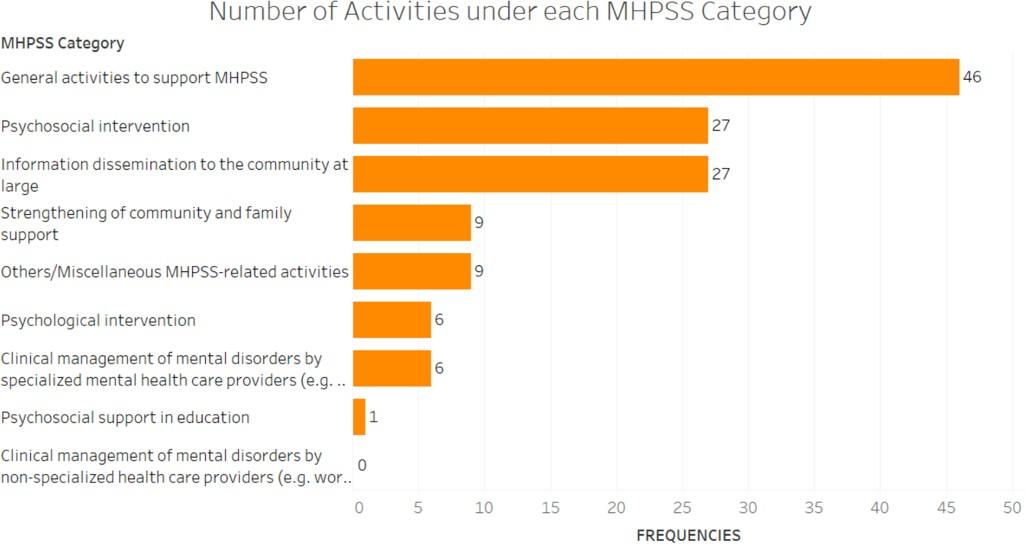 Number of Activities under each MHPSS Category
MHPSS Category
General activities to support MHPSS
46
Psychosocial intervention
27
Information dissemination to the community at
large
27
Strengthening of community and family
support
9
Others/Miscellaneous MHPSS-related activities
9
Psychological intervention
6
Clinical management of mental disorders by
specialized mental health care providers (e.g. ..
6
Psychosocial support in education
1
Clinical management of mental disorders by
non-specialized health care providers (e.g. wor..
0
0 5 10 15 20 25 30 35 40 45 50
FREQUENCIES